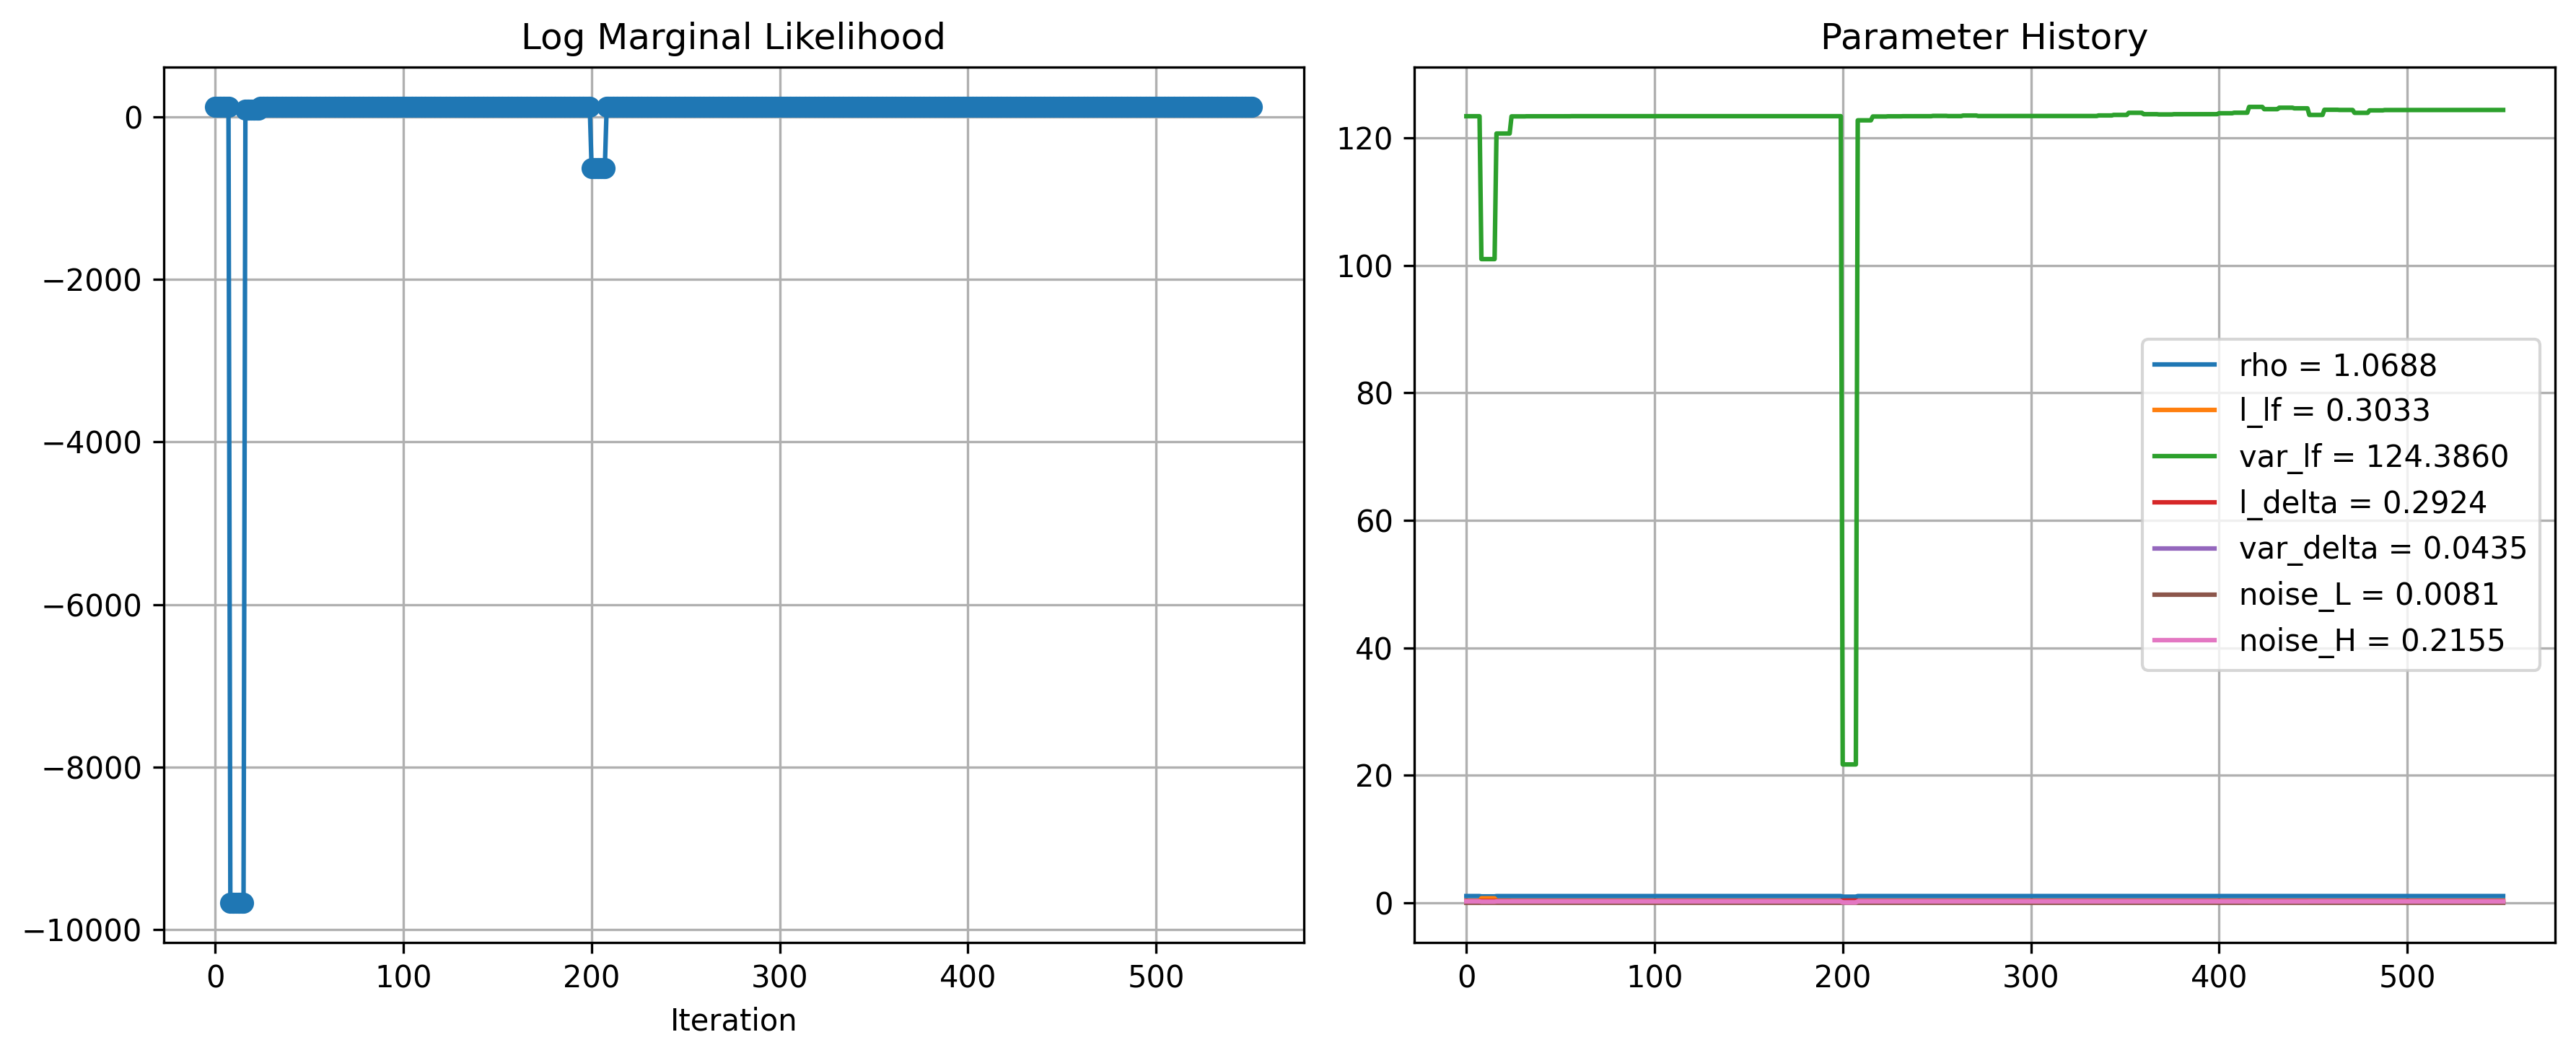 Log Marginal Likelihood
0
−2000
−4000
−6000
−8000
−10000
0 100 200 300 400 500
Iteration
Parameter History
120
100
80
60
40
20
0
rho = 1.0688
l_lf = 0.3033
var_lf = 124.3860
l_delta = 0.2924
var_delta = 0.0435
noise_L = 0.0081
noise_H = 0.2155
0 100 200 300 400 500